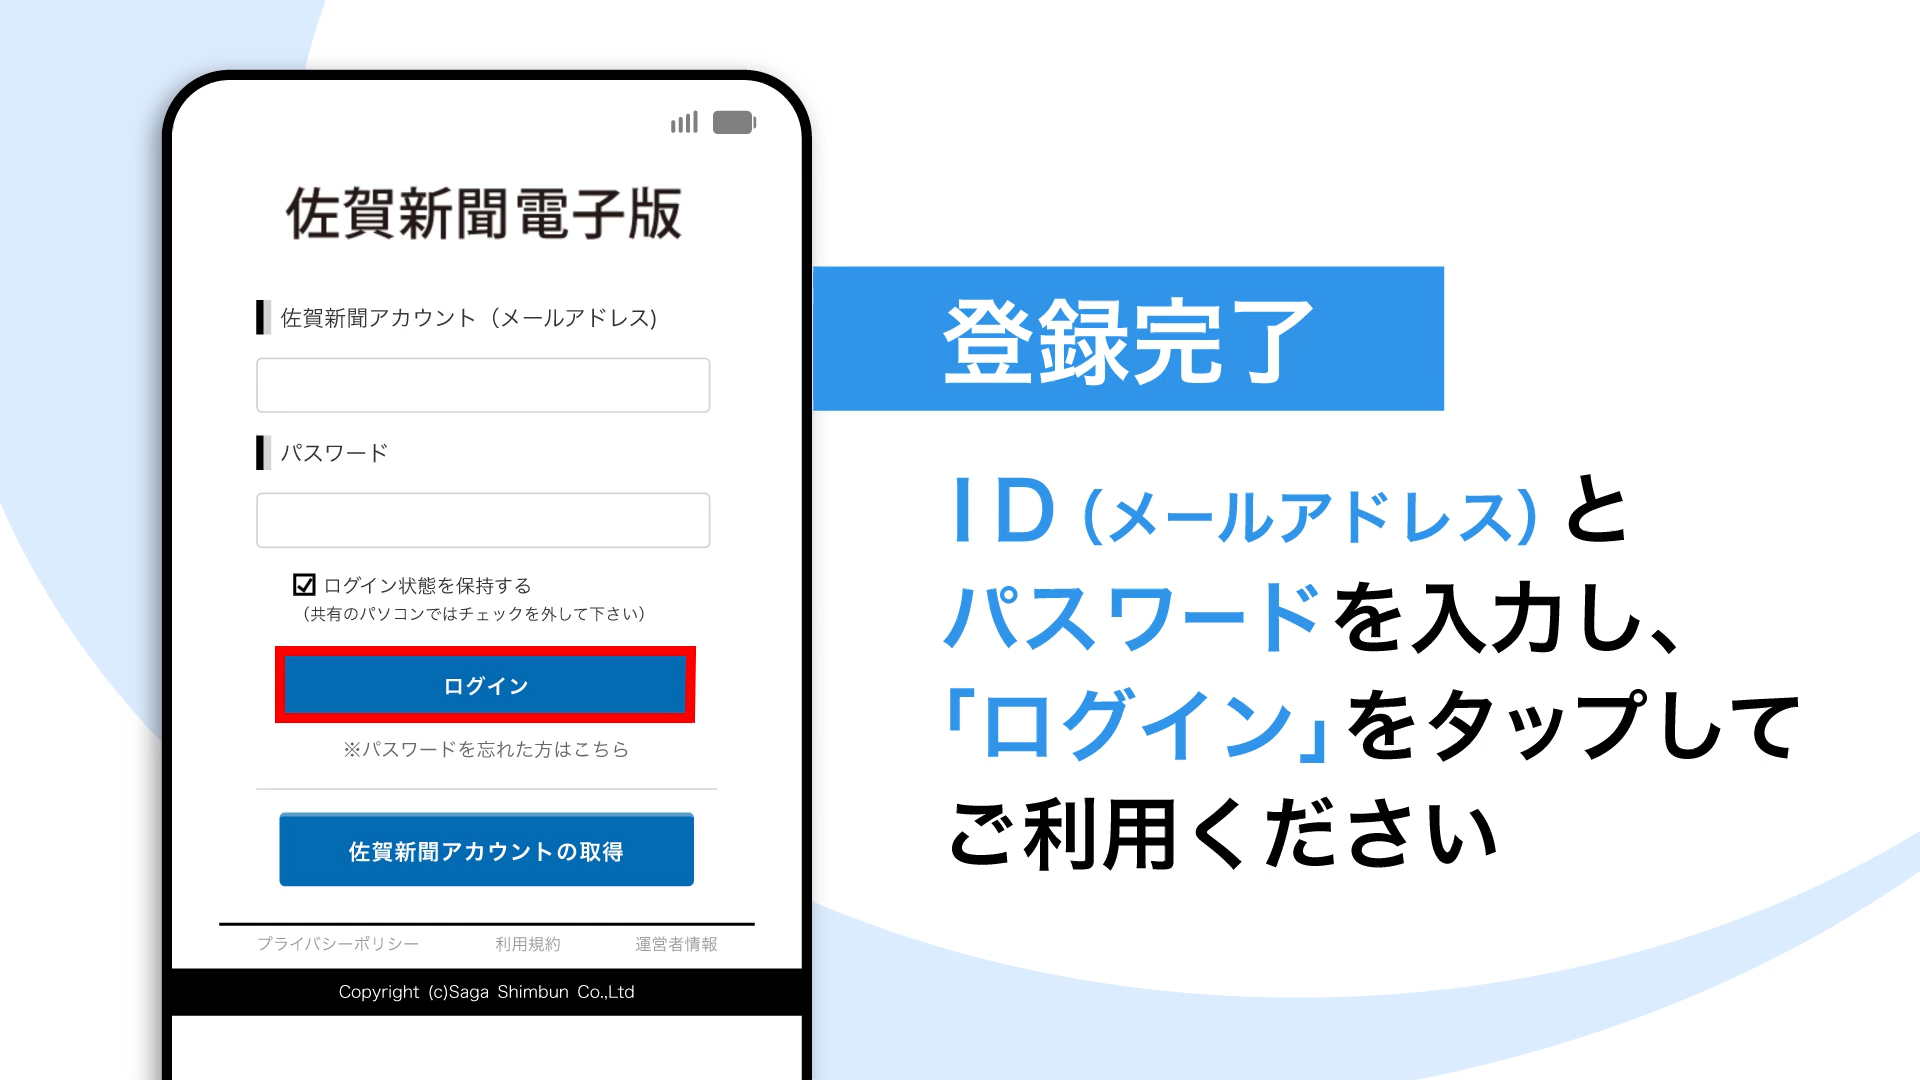 佐賀新聞電子版
佐賀新聞アカウント（メールアドレス)
パスワード
ログイン状態を保持する
（共有のパソコンではチェックを外して下さい）
ログイン
※パスワードを忘れた方はこちら
佐賀新聞アカウントの取得
プライバシーポリシー 利用規約 運営者情報
Copyright (c)Saga Shimbun Co.,Ltd
登録完了
ID（メールアドレス）と
パスワードを入力し、
「ログイン」をタップして
ご利用ください